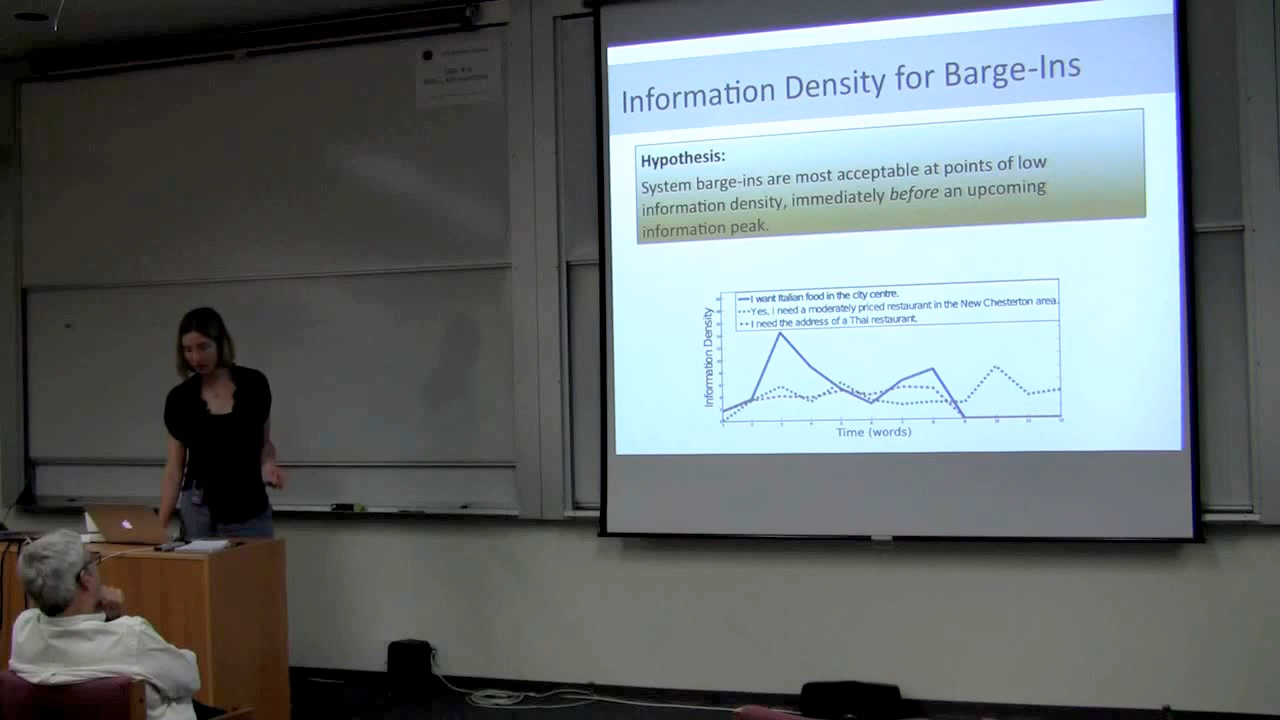 Information Density for Barge-Ins
Hypothesis:
System barge-ins are most acceptable at points of low
information density, immediately before an upcoming
information peak.
I want Italian food in the city centre.
Yes, I need a moderately priced restaurant in the New Chesterton area.
I need the address of a Thai restaurant.
Information Density
Time (words)